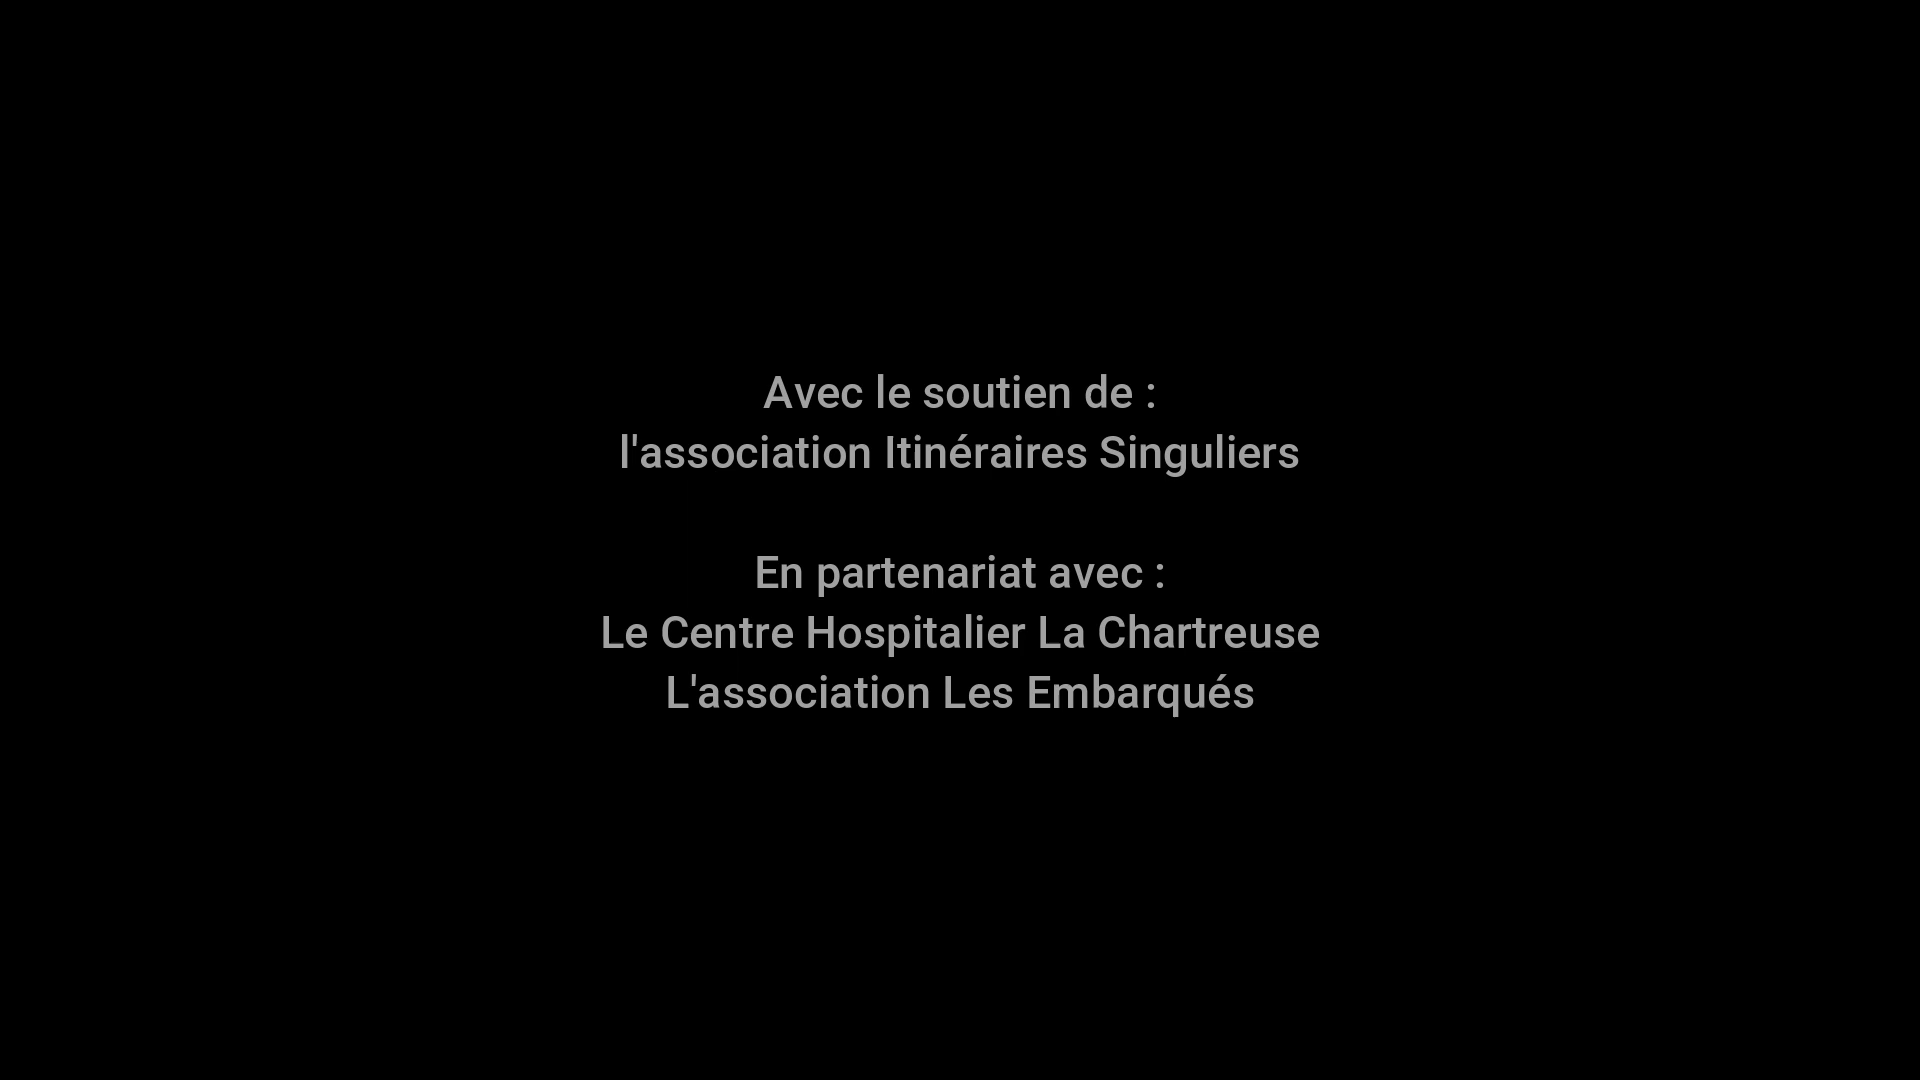 Avec le soutien de :
l'association Itinéraires Singuliers
En partenariat avec :
Le Centre Hospitalier La Chartreuse
L'association Les Embarqués